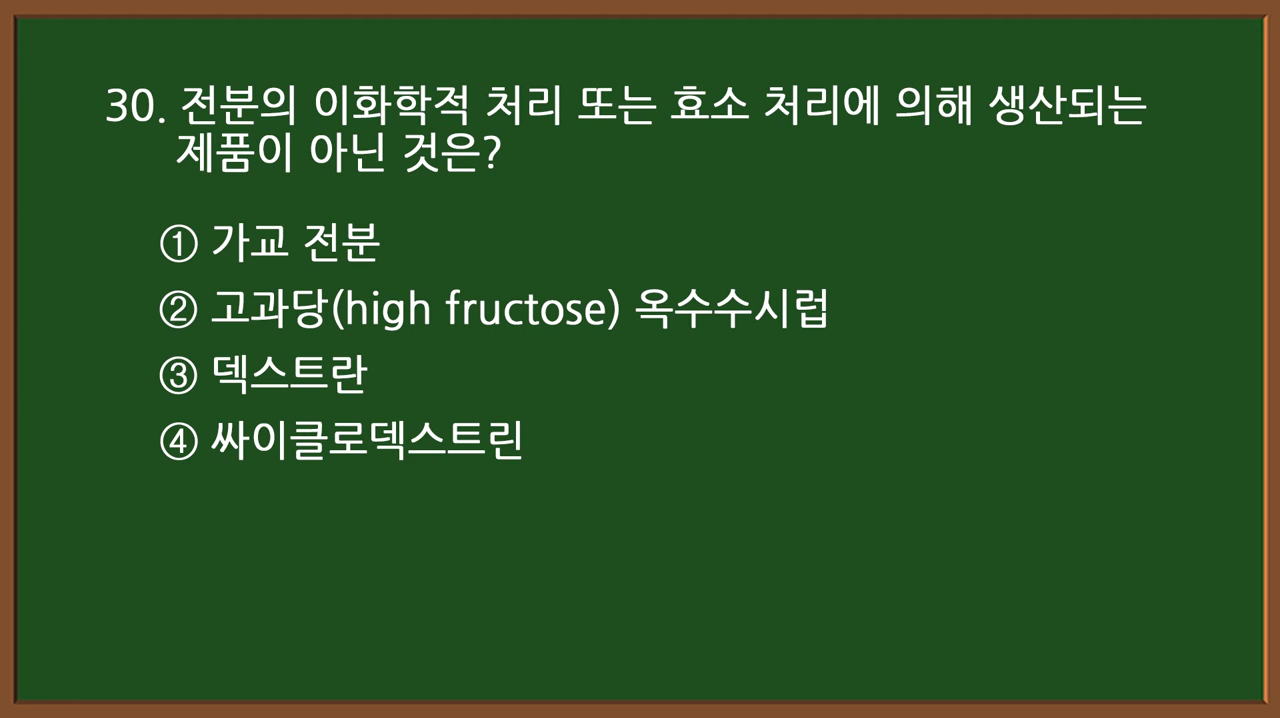 30. 전분의 이화학적 처리 또는 효소 처리에 의해 생산되는
제품이 아닌 것은?
① 가교 전분
② 고과당(high fructose) 옥수수시럽
③ 덱스트란
④ 싸이클로덱스트린